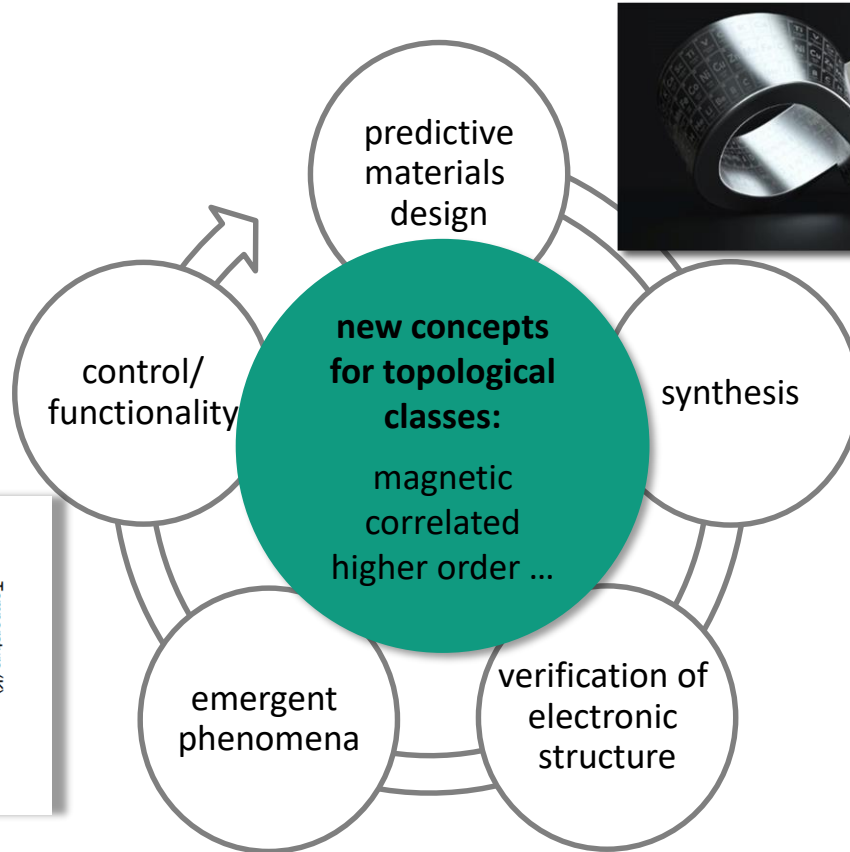 predictive
materials
design
new concepts
for topological
classes:
magnetic
correlated
higher order ...
synthesis
verification of
electronic
structure
emergent
phenomena
control/
functionality